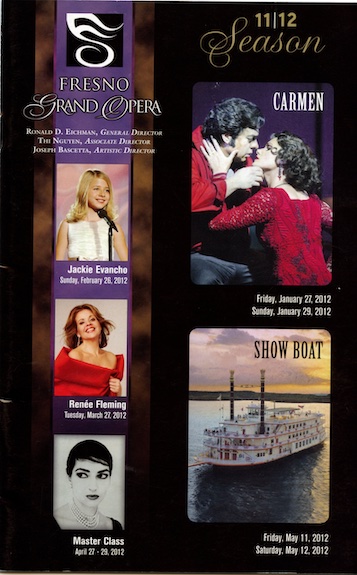 11|12
Season
FRESNO
GRAND OPERA
RONALD D. EICHMAN, GENERAL DIRECTOR
THI NGUYEN, ASSOCIATE DIRECTOR
JOSEPH BASCETTA, ARTISTIC DIRECTOR
Jackie Evancho
Sunday, February 26, 2012
Renée Fleming
Tuesday, March 27, 2012
Master Class
April 27 - 29, 2012
CARMEN
Friday, January 27, 2012
Sunday, January 29, 2012
SHOW BOAT
Friday, May 11, 2012
Saturday, May 12, 2012